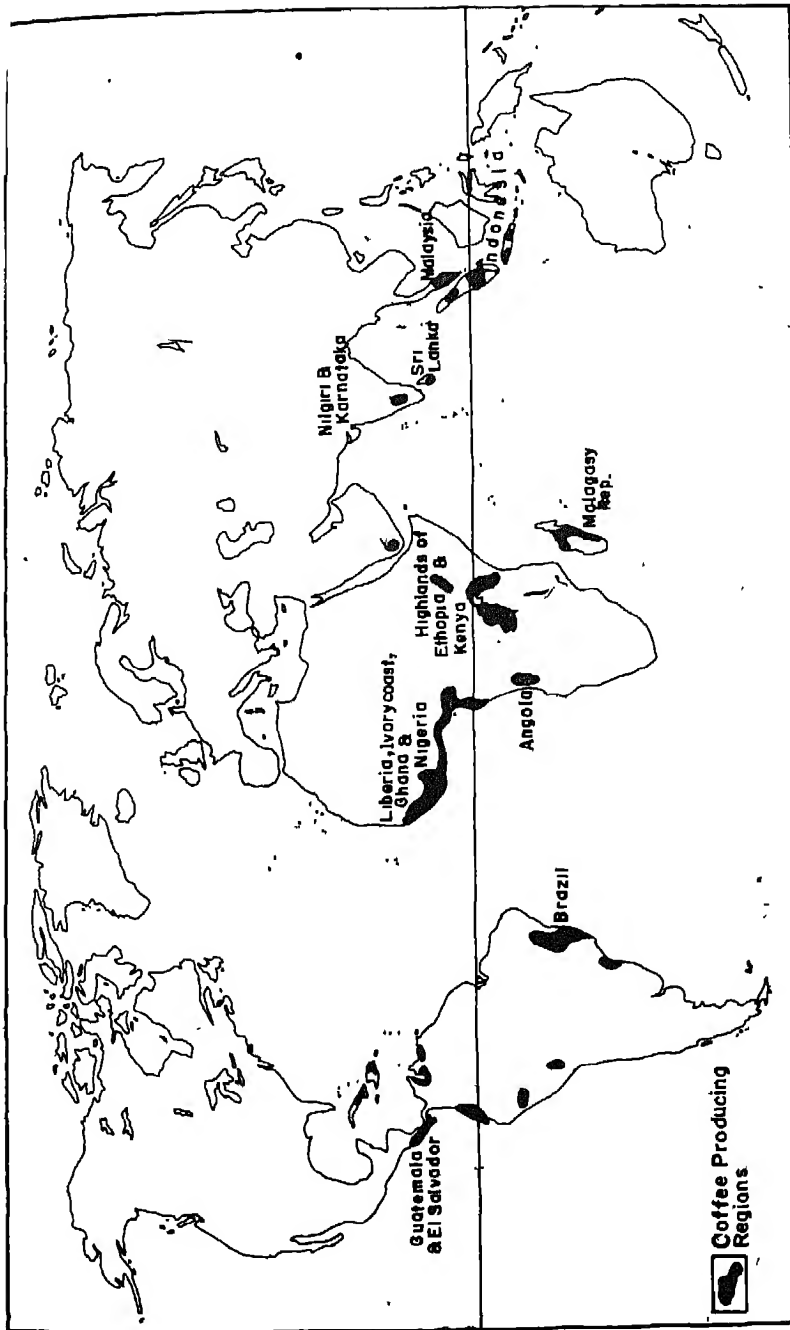 Guatemala
& El Salvador
Brazil
Liberia, Ivory coast,
Ghana &
Nigeria
Angola
Highlands of
Ethopia &
Kenya
Malagasy
Rep.
Nilgiri &
Karnataka
Sri
Lanka
Malaysia
Indonesia
Coffee Producing
Regions